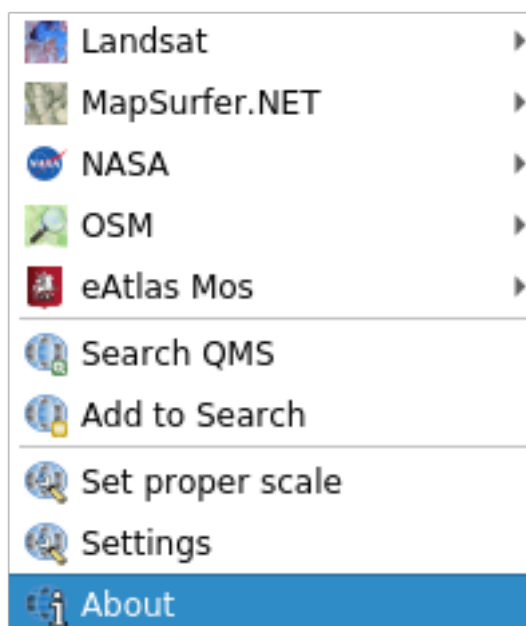 Landsat
MapSurfer.NET
NASA
OSM
eAtlas Mos
Search QMS
Add to Search
Set proper scale
Settings
About